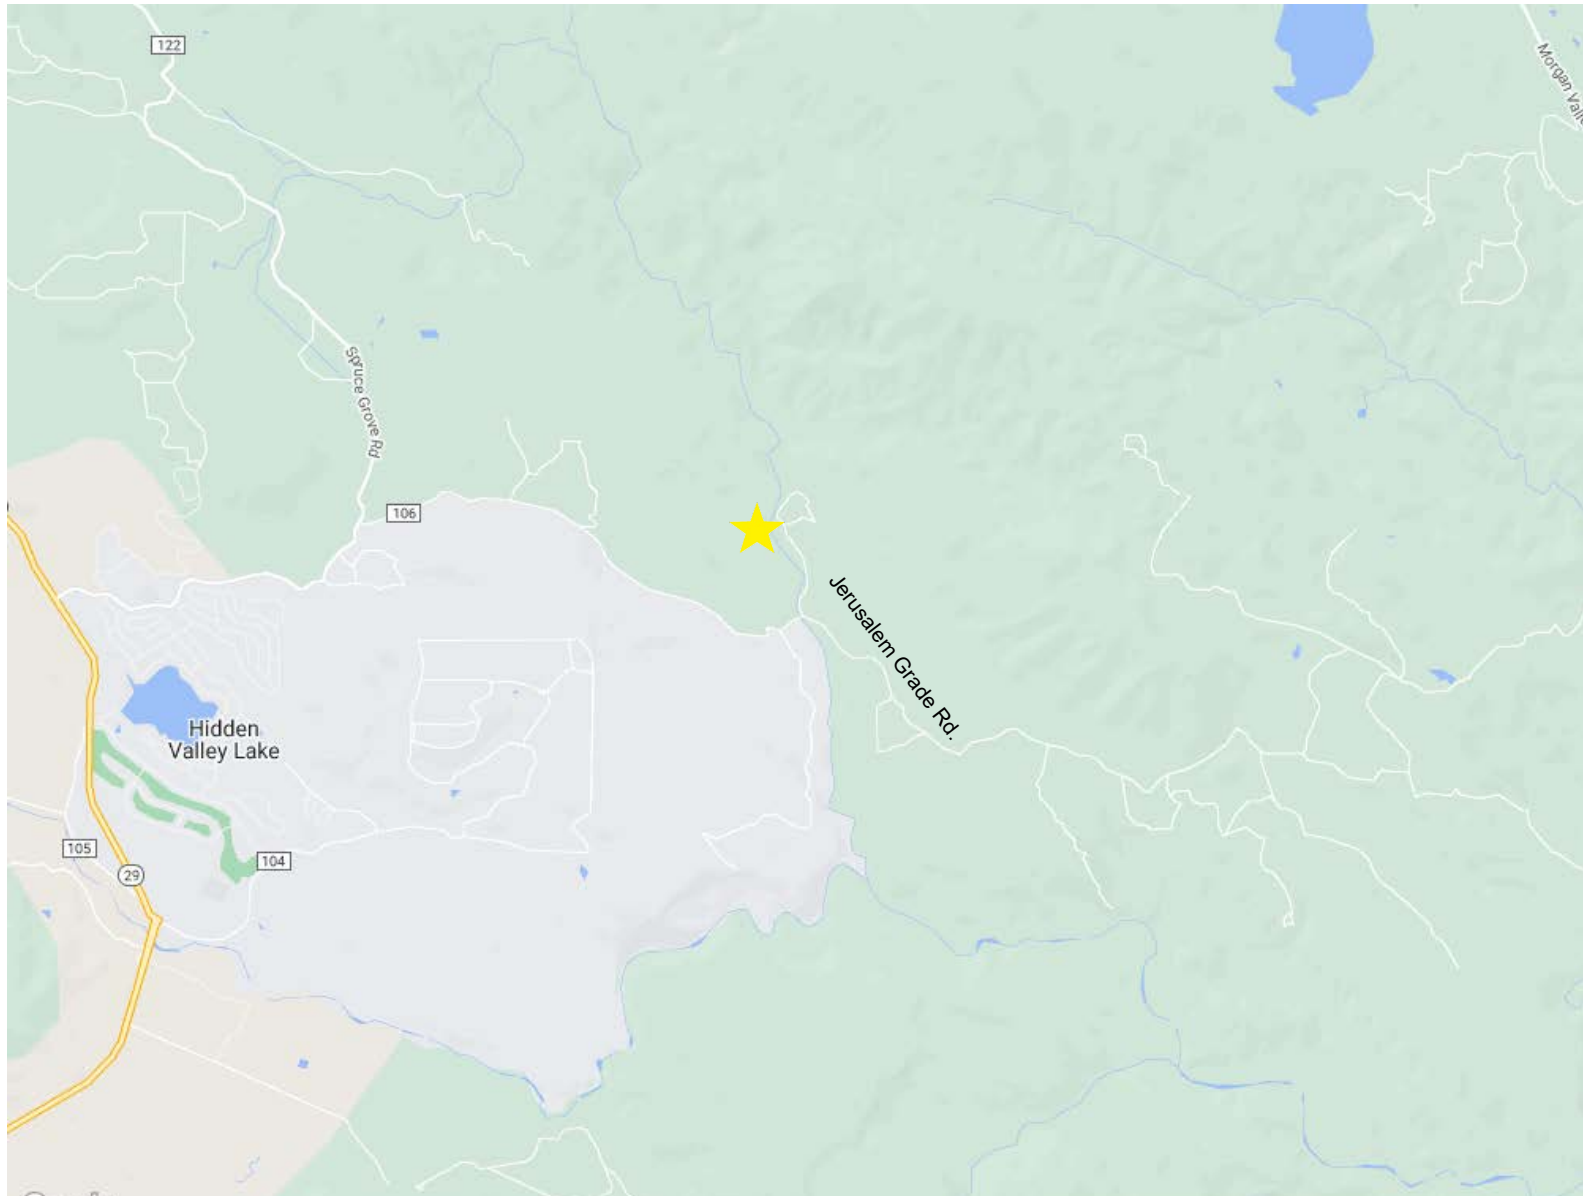 122
Morgan Valle
Spruce Grove Rd
106
Jerusalem Grade Rd.
Hidden
Valley Lake
105
104
29